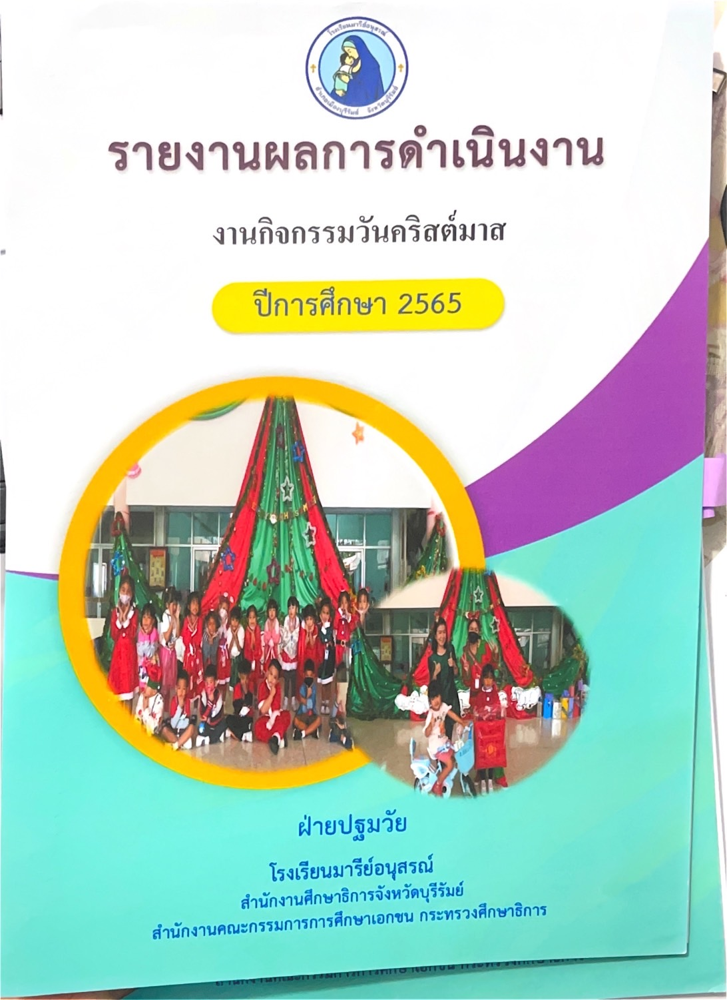 โรงเรียนมารีย์อนุสรณ์
อำเภอเมืองบุรีรัมย์ จังหวัดบุรีรัมย์
รายงานผลการดำเนินงาน
งานกิจกรรมวันคริสต์มาส
ปีการศึกษา 2565
ฝ่ายปฐมวัย
โรงเรียนมารีย์อนุสรณ์
สำนักงานศึกษาธิการจังหวัดบุรีรัมย์
สำนักงานคณะกรรมการการศึกษาเอกชน กระทรวงศึกษาธิการ